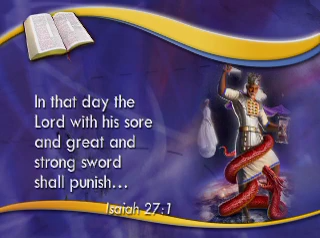 In that day the
Lord with his sore
and great and
strong sword
shall punish...
Isaiah 27:1